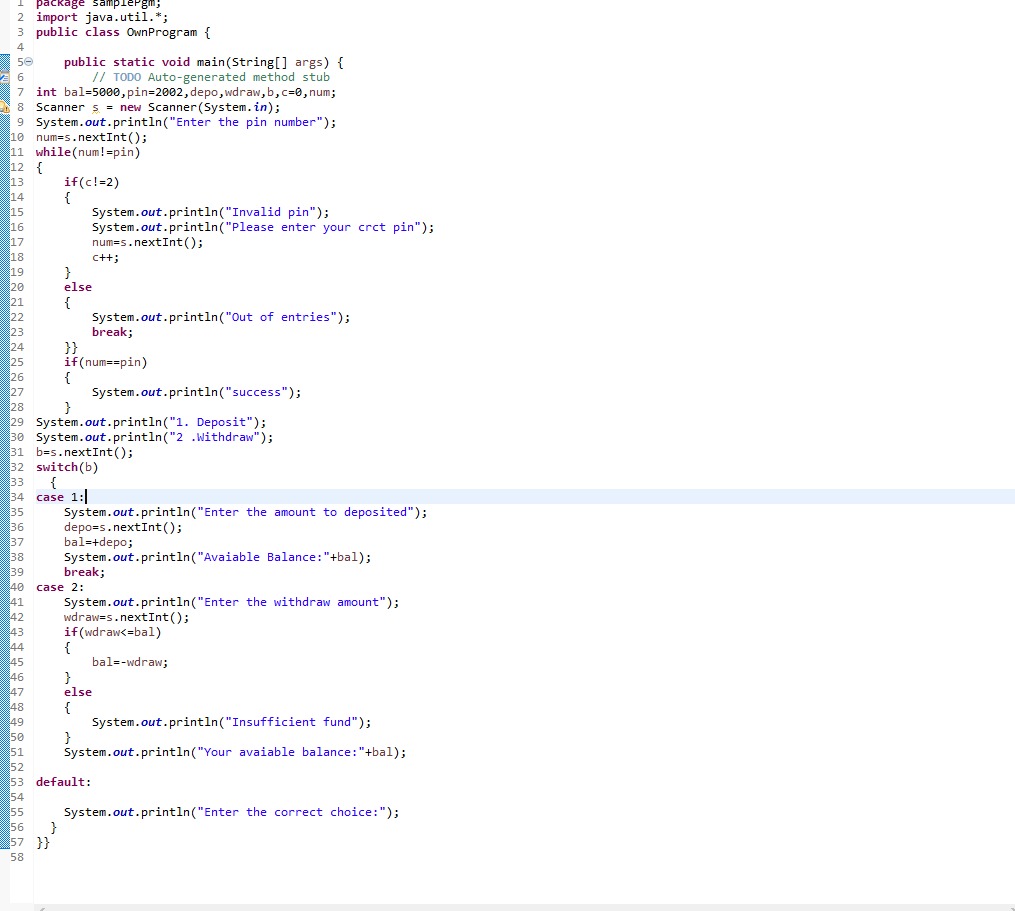 1 package samplePgm;
2 import java.util.*;
3 public class OwnProgram {
4
5 public static void main(String[] args) {
6 // TODO Auto-generated method stub
7 int bal=5000,pin=2002,depo,wdraw,b,c=0,num;
8 Scanner s = new Scanner(System.in);
9 System.out.println("Enter the pin number");
10 num=s.nextInt();
11 while(num!=pin)
12 {
13 if(c!=2)
14 {
15 System.out.println("Invalid pin");
16 System.out.println("Please enter your crct pin");
17 num=s.nextInt();
18 c++;
19 }
20 else
21 {
22 System.out.println("Out of entries");
23 break;
24 }}
25 if(num==pin)
26 {
27 System.out.println("success");
28 }
29 System.out.println("1. Deposit");
30 System.out.println("2 .Withdraw");
31 b=s.nextInt();
32 switch(b)
33 {
34 case 1:
35 System.out.println("Enter the amount to deposited");
36 depo=s.nextInt();
37 bal=+depo;
38 System.out.println("Avaiable Balance:"+bal);
39 break;
40 case 2:
41 System.out.println("Enter the withdraw amount");
42 wdraw=s.nextInt();
43 if(wdraw<=bal)
44 {
45 bal=-wdraw;
46 }
47 else
48 {
49 System.out.println("Insufficient fund");
50 }
51 System.out.println("Your avaiable balance:"+bal);
52
53 default:
54
55 System.out.println("Enter the correct choice:");
56 }
57 }}
58